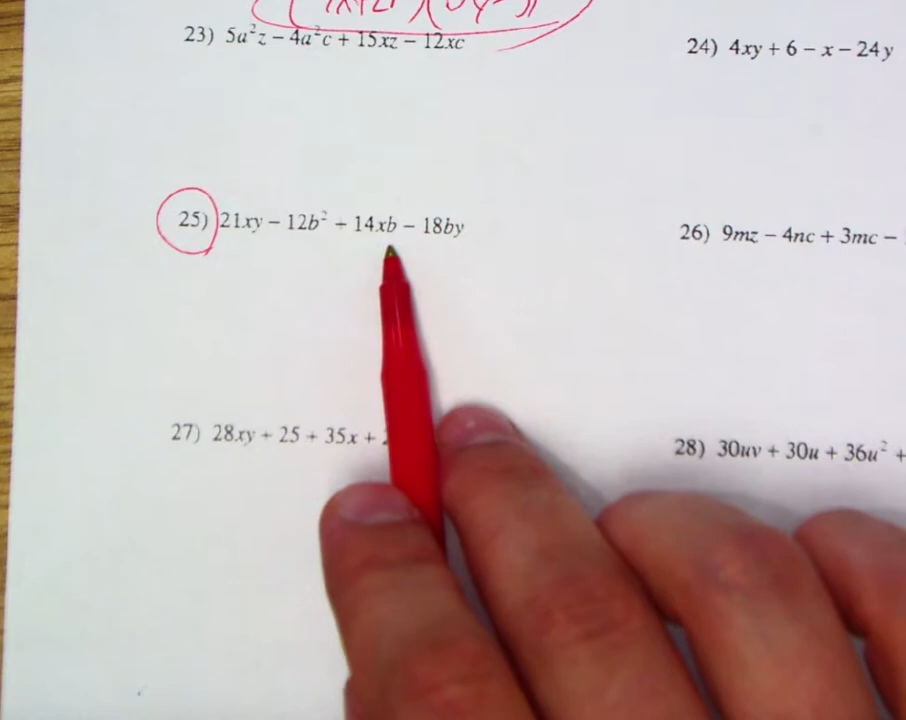 23) 5a²z − 4a²c + 15xz − 12xc
24) 4xy + 6 − x − 24y
25) 21xy − 12b² + 14xb − 18by
26) 9mz − 4nc + 3mc −
27) 28xy + 25 + 35x +
28) 30uv + 30u + 36u² +